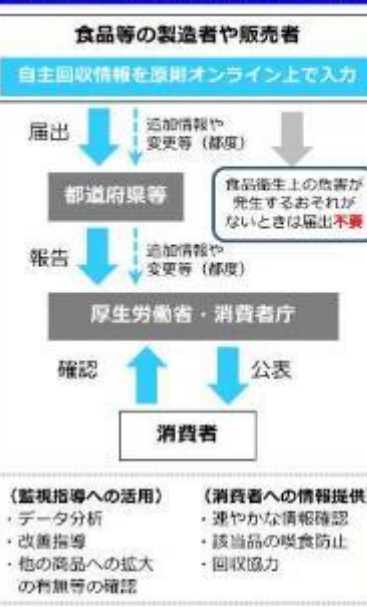 食品等の製造者や販売者
自主回収情報を原則オンライン上で入力
届出
追加情報や
変更等（都度）
都道府県等
食品衛生上の危害が
発生するおそれが
ないときは届出不要
報告
追加情報や
変更等（都度）
厚生労働省・消費者庁
確認
公表
消費者
（監視指導への活用）
・データ分析
・改善指導
・他の商品への拡大
の有無等の確認
（消費者への情報提供）
・速やかな情報確認
・該当品の喫食防止
・回収協力